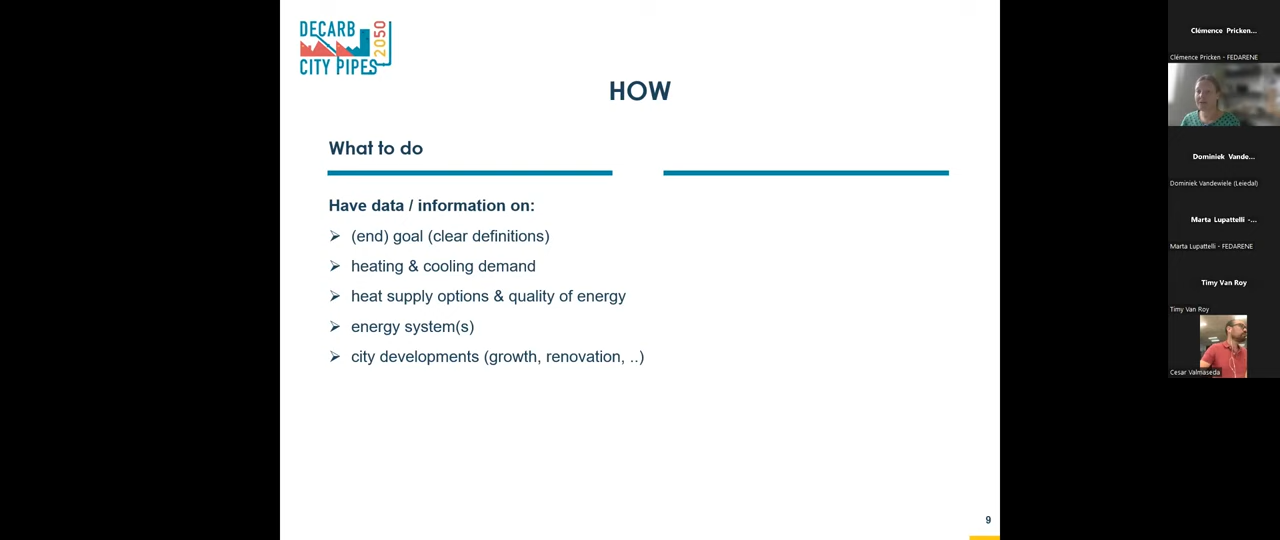 DECARB
CITY PIPES
2050
HOW
What to do
Have data / information on:
➢ (end) goal (clear definitions)
➢ heating & cooling demand
➢ heat supply options & quality of energy
➢ energy system(s)
➢ city developments (growth, renovation, ..)
9
Clémence Pricken...
Clémence Pricken - FEDARENE
Dominiek Vande...
Dominiek Vandewiele (Leiedal)
Marta Lupattelli -...
Marta Lupattelli - FEDARENE
Timy Van Roy
Timy Van Roy
Cesar Valmaseda